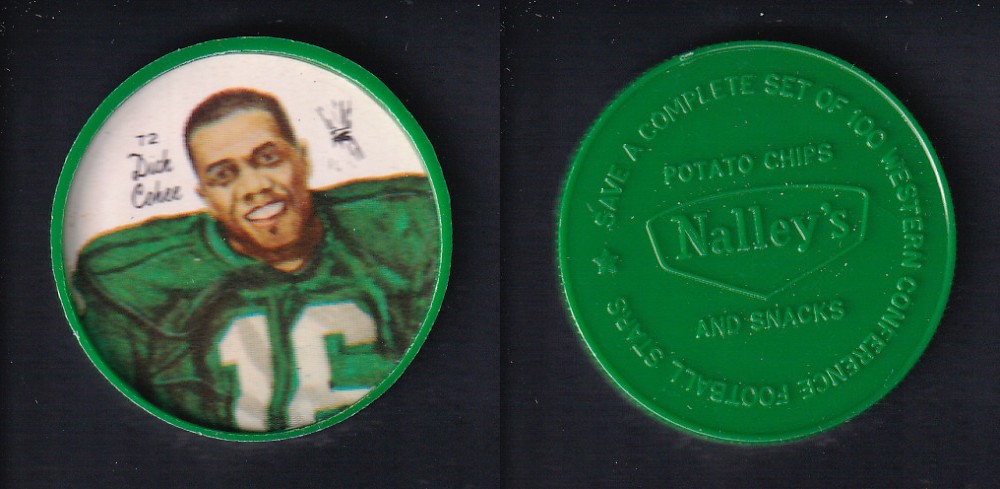 72
Dick
Cohee
16
SAVE A COMPLETE SET OF 100 WESTERN CONFERENCE FOOTBALL STARS
POTATO CHIPS
Nalley's
AND SNACKS